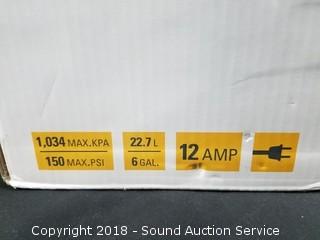 1,034 MAX.KPA
150 MAX.PSI
22.7 L
6 GAL.
12 AMP
Copyright 2018 - Sound Auction Service